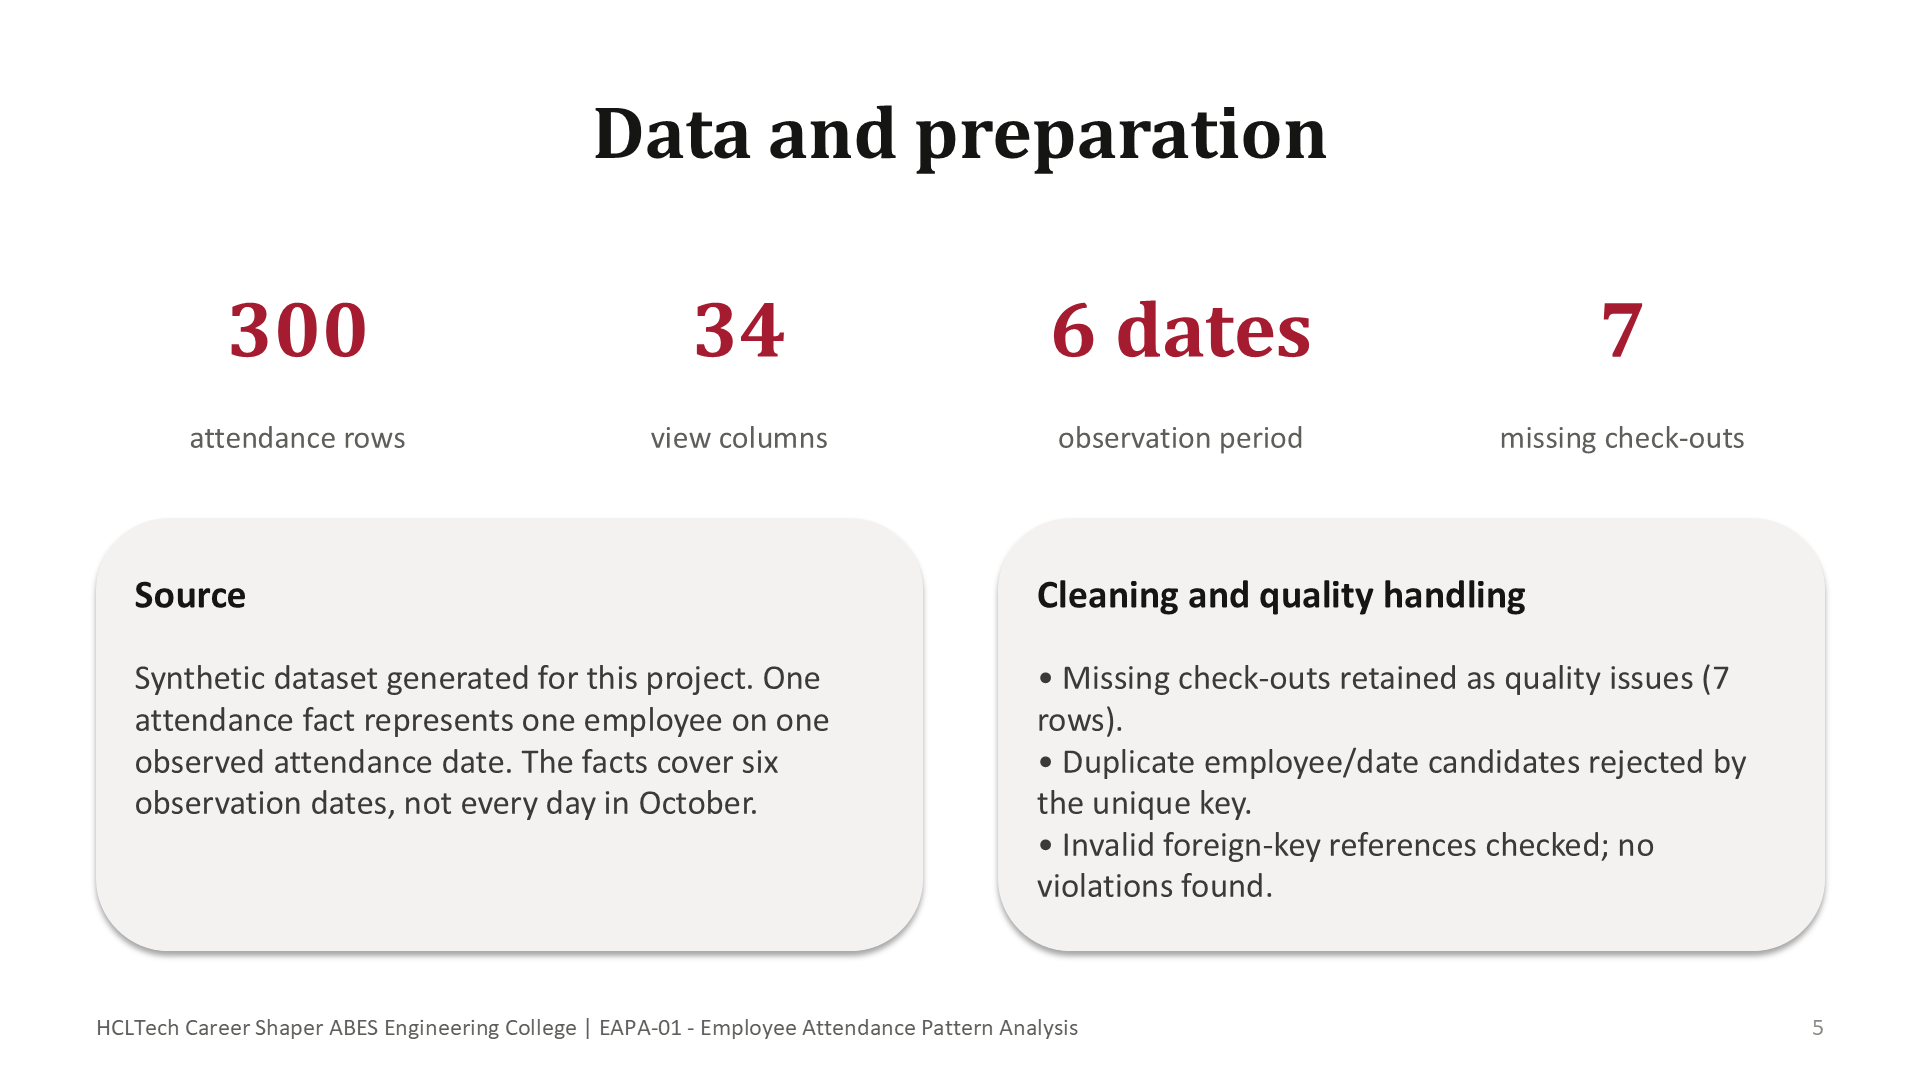 Data and preparation
300
34
6 dates
7
attendance rows
view columns
observation period
missing check-outs
Source
Synthetic dataset generated for this project. One
attendance fact represents one employee on one
observed attendance date. The facts cover six
observation dates, not every day in October.
Cleaning and quality handling
• Missing check-outs retained as quality issues (7
rows).
• Duplicate employee/date candidates rejected by
the unique key.
• Invalid foreign-key references checked; no
violations found.
HCLTech Career Shaper ABES Engineering College | EAPA-01 - Employee Attendance Pattern Analysis
5